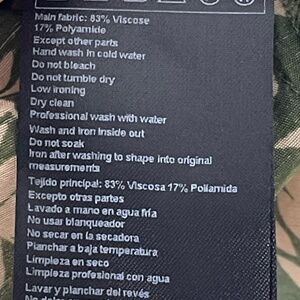 Main fabric: 83% Viscose
17% Polyamide
Except other parts
Hand wash in cold water
Do not bleach
Do not tumble dry
Low ironing
Dry clean
Professional wash with water
Wash and iron inside out
Do not soak
Iron after washing to shape into original
measurements
Tejido principal: 83% Viscosa 17% Poliamida
Excepto otras partes
Lavado a mano en agua fría
No usar blanqueador
No secar en la secadora
Planchar a baja temperatura
Limpieza en seco
Limpieza profesional con agua
Lavar y planchar del revés